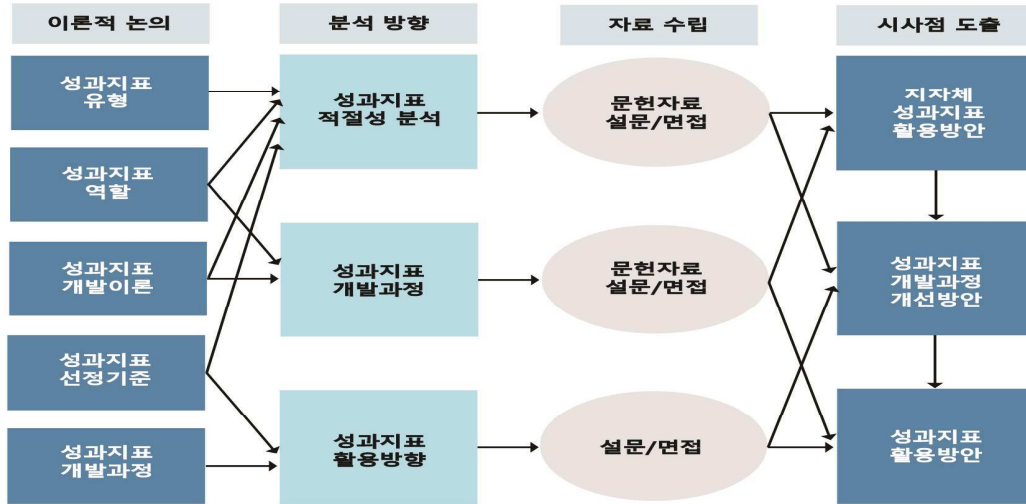 이론적 논의
분석 방향
자료 수립
시사점 도출
성과지표
유형
성과지표
역할
성과지표
개발이론
성과지표
선정기준
성과지표
개발과정
성과지표
적절성 분석
성과지표
개발과정
성과지표
활용방향
문헌자료
설문/면접
문헌자료
설문/면접
설문/면접
지자체
성과지표
활용방안
성과지표
개발과정
개선방안
성과지표
활용방안